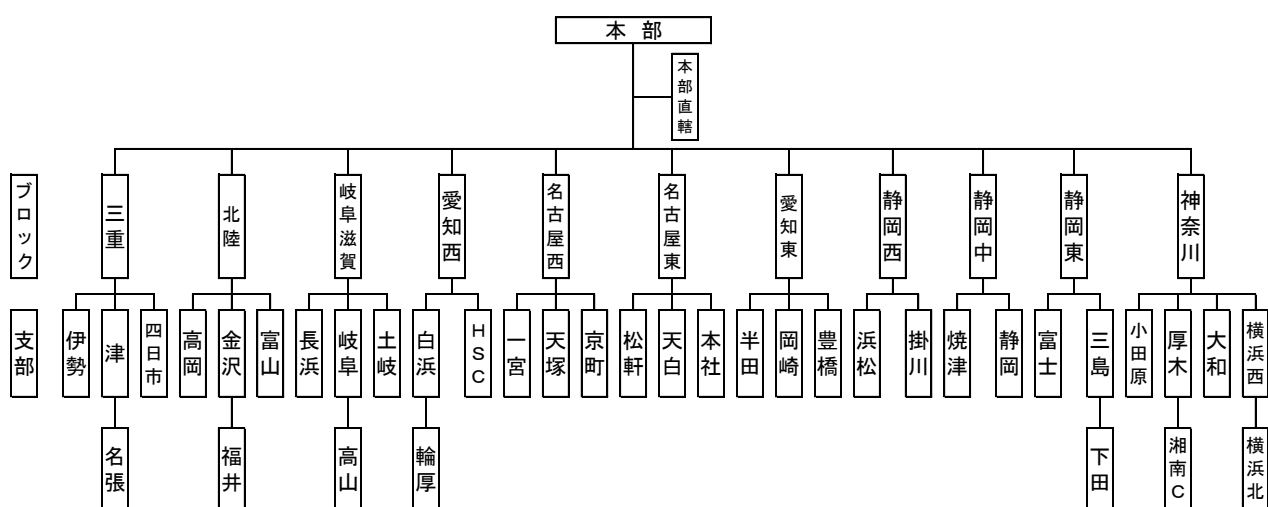 本部
本部直轄
ブロック
三重
北陸
岐阜滋賀
愛知西
名古屋西
名古屋東
愛知東
静岡西
静岡中
静岡東
神奈川
支部
伊勢
津
四日市
高岡
金沢
富山
長浜
岐阜
土岐
白浜
HSC
一宮
天塚
京町
松軒
天白
本社
半田
岡崎
豊橋
浜松
掛川
焼津
静岡
富士
三島
小田原
厚木
大和
横浜西
名張
福井
高山
輪厚
下田
湘南C
横浜北